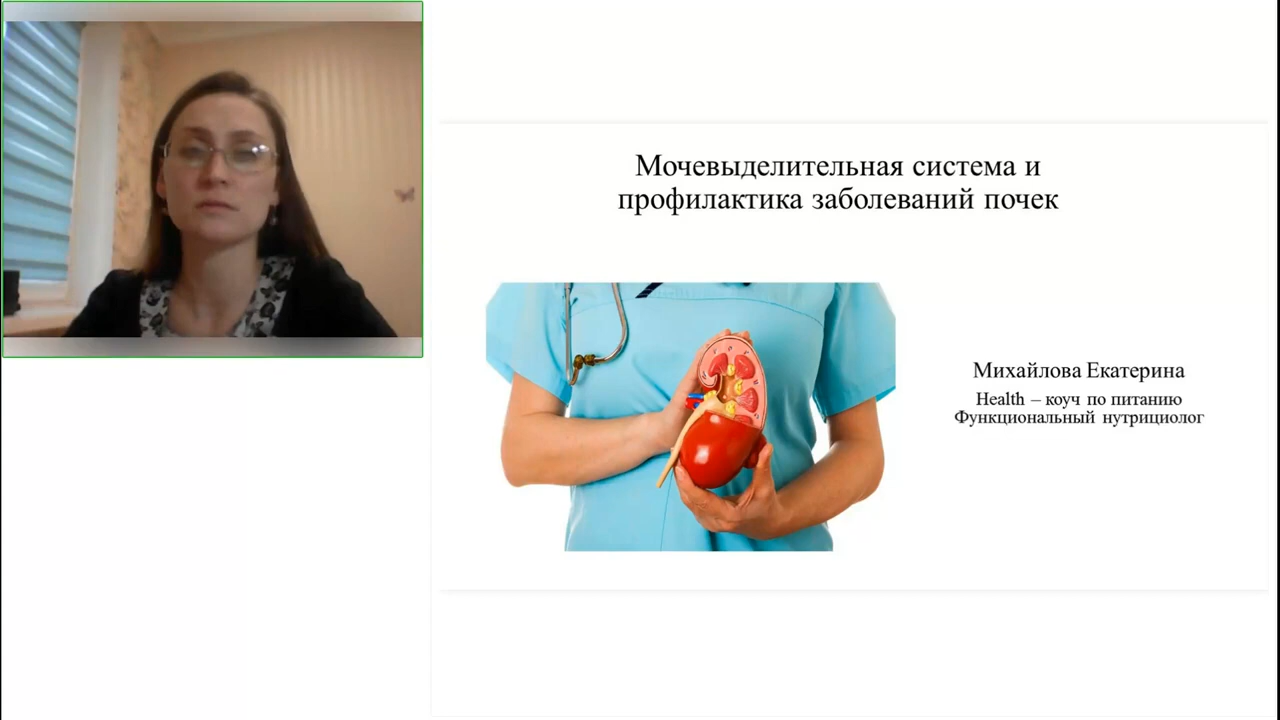 Мочевыделительная система и
профилактика заболеваний почек
Михайлова Екатерина
Health – коуч по питанию
Функциональный нутрициолог